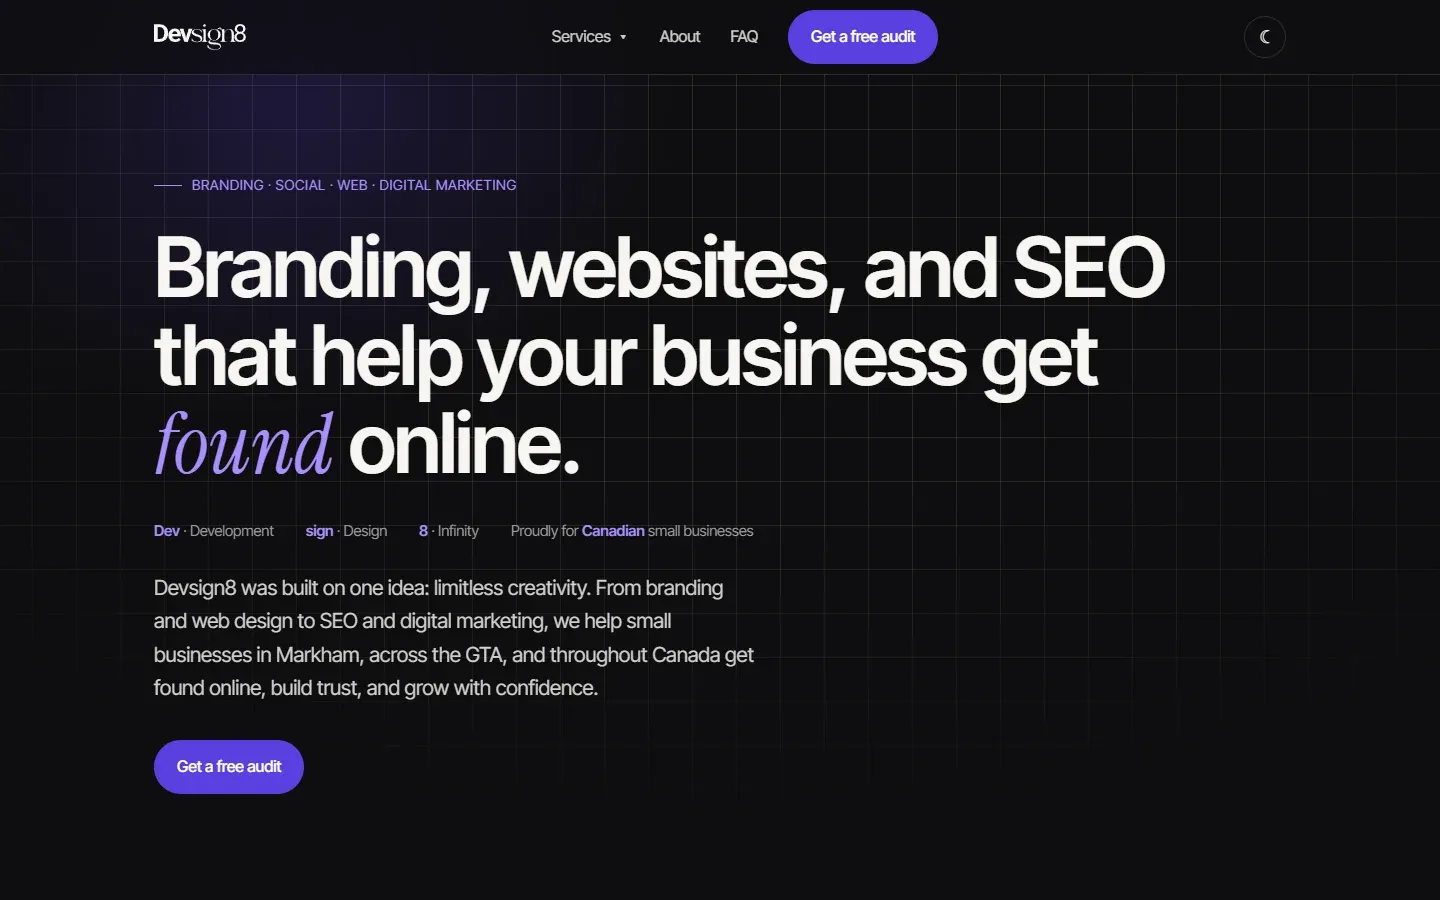 Devsign8
Services ▾
About
FAQ
Get a free audit
BRANDING · SOCIAL · WEB · DIGITAL MARKETING
Branding, websites, and SEO
that help your business get
found online.
Dev · Development
sign · Design
8 · Infinity
Proudly for Canadian small businesses
Devsign8 was built on one idea: limitless creativity. From branding
and web design to SEO and digital marketing, we help small
businesses in Markham, across the GTA, and throughout Canada get
found online, build trust, and grow with confidence.
Get a free audit